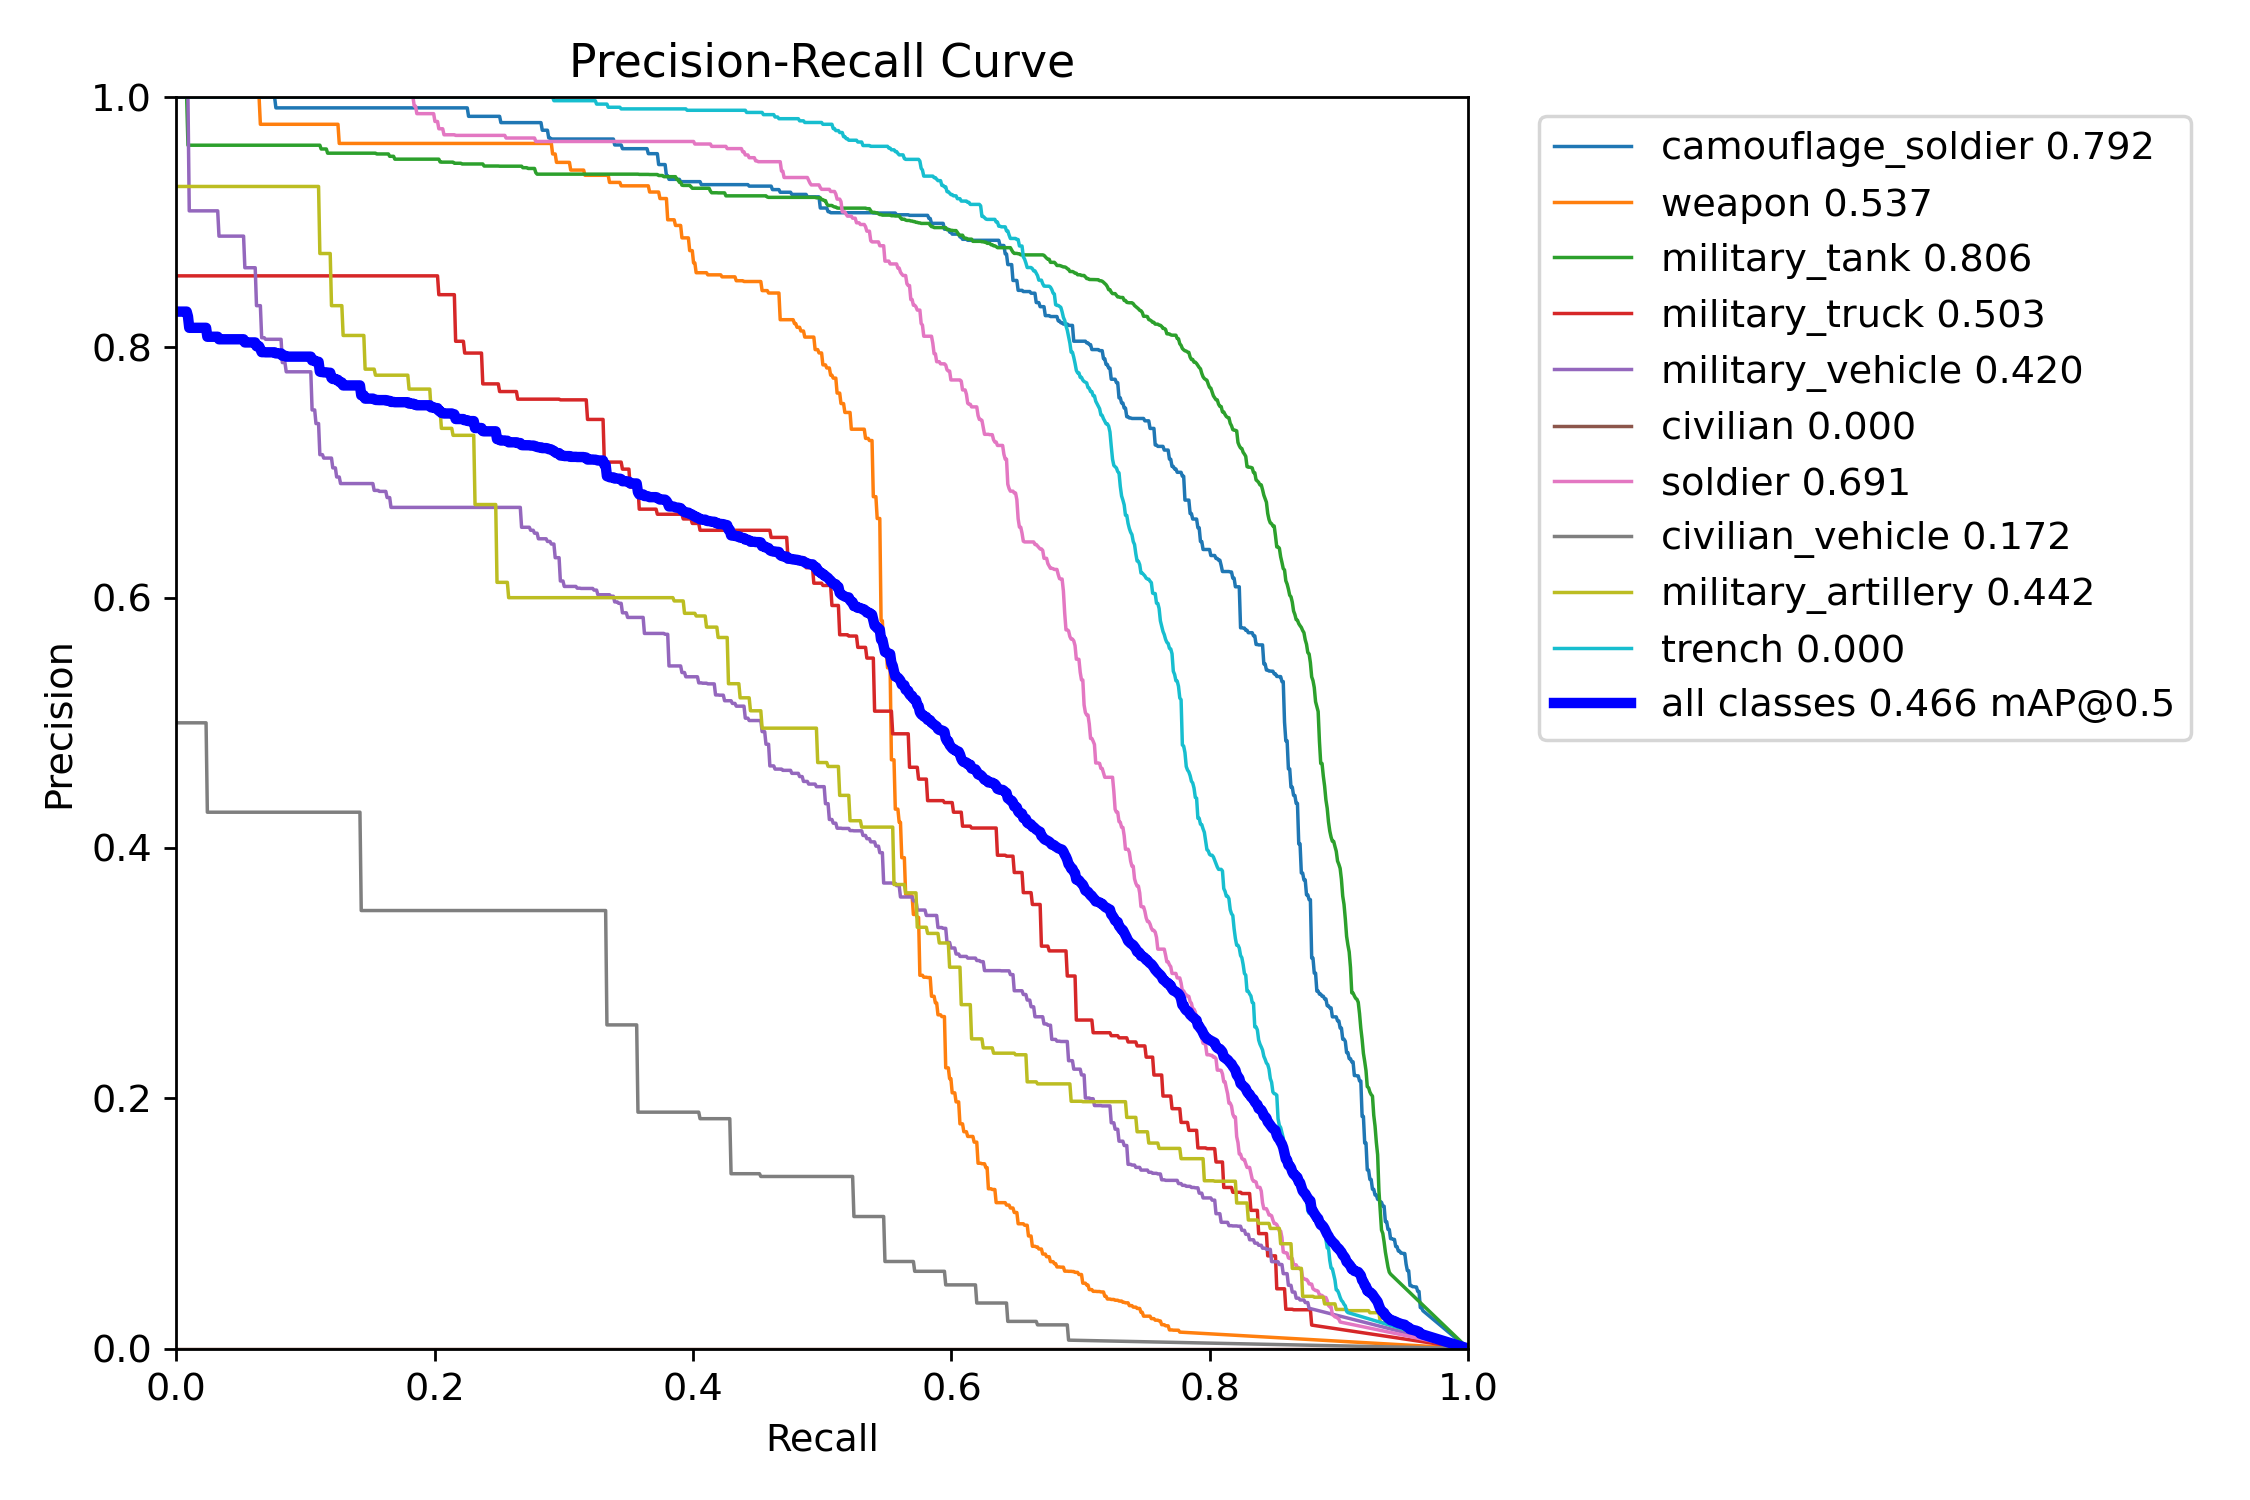 Precision-Recall Curve
1.0
0.8
0.6
0.4
0.2
0.0
Precision
0.0 0.2 0.4 0.6 0.8 1.0
Recall
camouflage_soldier 0.792
weapon 0.537
military_tank 0.806
military_truck 0.503
military_vehicle 0.420
civilian 0.000
soldier 0.691
civilian_vehicle 0.172
military_artillery 0.442
trench 0.000
all classes 0.466 mAP@0.5